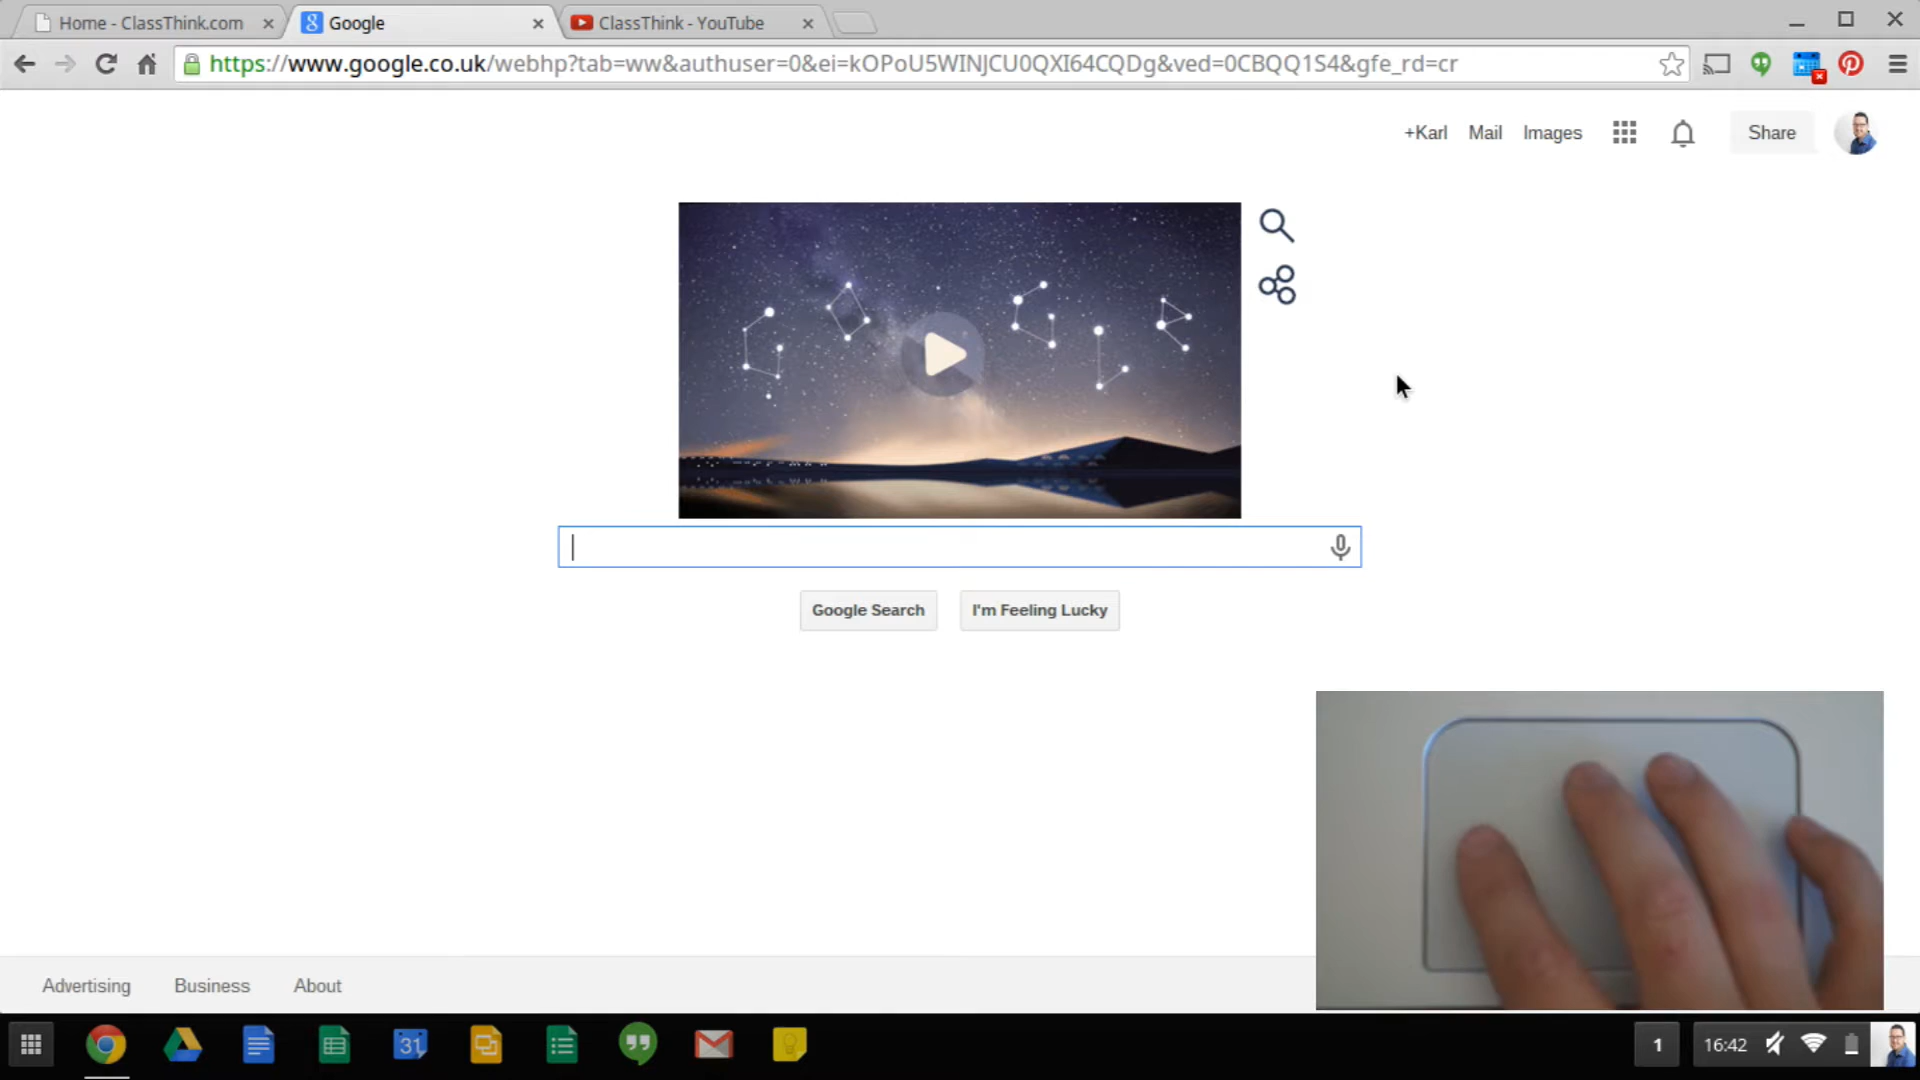 Home - ClassThink.com
Google
ClassThink - YouTube
https://www.google.co.uk/webhp?tab=ww&authuser=0&ei=kOPoU5WINJCU0QXI64CQDg&ved=0CBQQ1S4&gfe_rd=cr
+Karl Mail Images Share
GOOGLE
Google Search I'm Feeling Lucky
Advertising Business About
31
1 16:42